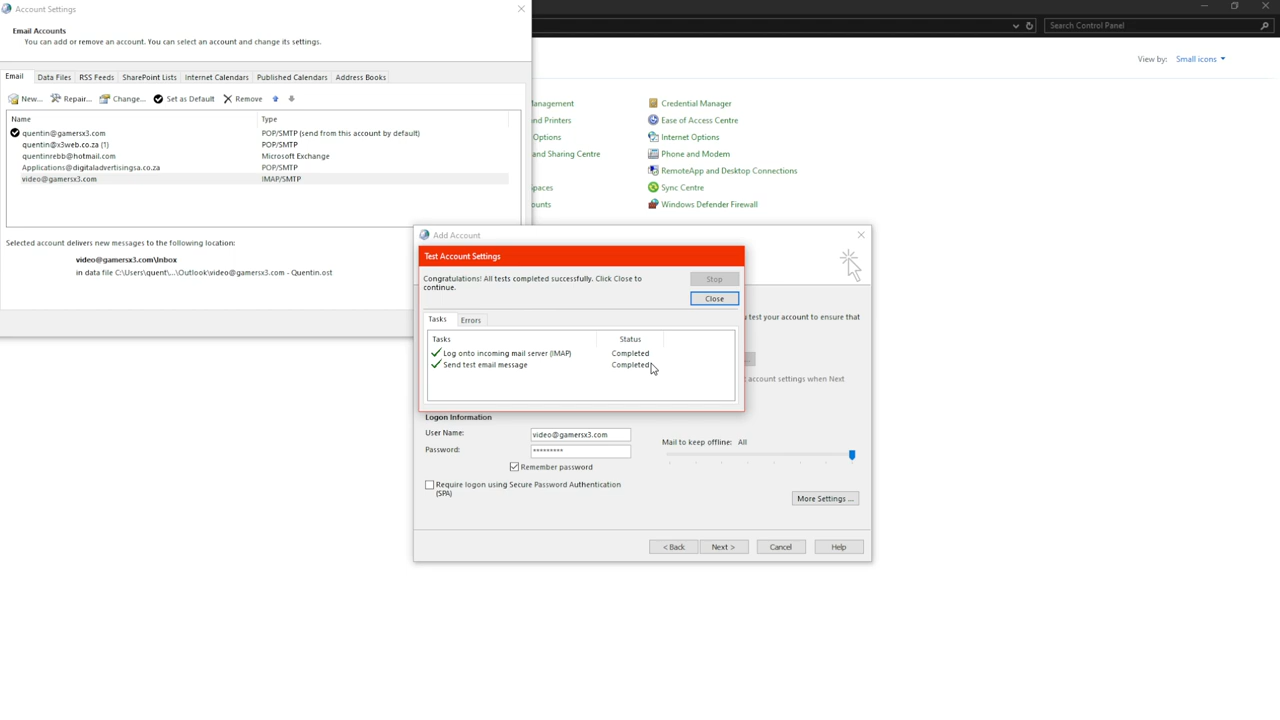 Account Settings
Email Accounts
You can add or remove an account. You can select an account and change its settings.
Email
Data Files
RSS Feeds
SharePoint Lists
Internet Calendars
Published Calendars
Address Books
New...
Repair...
Change...
Set as Default
Remove
Name
Type
quentin@gamersx3.com
POP/SMTP (send from this account by default)
quentin@x3web.co.za (1)
POP/SMTP
quentinrebb@hotmail.com
Microsoft Exchange
Applications@digitaladvertisingsa.co.za
POP/SMTP
video@gamersx3.com
IMAP/SMTP
Selected account delivers new messages to the following location:
video@gamersx3.com\Inbox
in data file C:\Users\quent\...\Outlook\video@gamersx3.com - Quentin.ost
Search Control Panel
View by:
Small icons
lanagement
nd Printers
Options
and Sharing Centre
paces
ounts
Credential Manager
Ease of Access Centre
Internet Options
Phone and Modem
RemoteApp and Desktop Connections
Sync Centre
Windows Defender Firewall
Add Account
Test Account Settings
Congratulations! All tests completed successfully. Click Close to
continue.
Stop
Close
Tasks
Errors
Tasks
Status
Log onto incoming mail server (IMAP)
Completed
Send test email message
Completed
test your account to ensure that
...
account settings when Next
Logon Information
User Name:
video@gamersx3.com
Password:
*********
Remember password
Require logon using Secure Password Authentication
(SPA)
Mail to keep offline:
All
More Settings ...
< Back
Next >
Cancel
Help